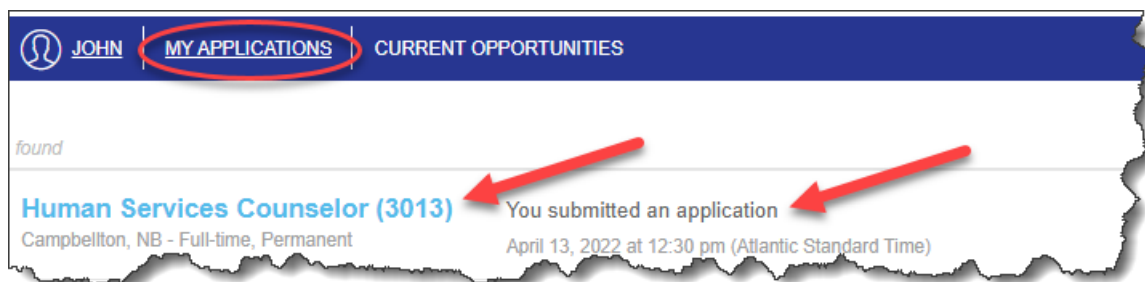 JOHN MY APPLICATIONS CURRENT OPPORTUNITIES
found
Human Services Counselor (3013) You submitted an application
Campbellton, NB - Full-time, Permanent April 13, 2022 at 12:30 pm (Atlantic Standard Time)